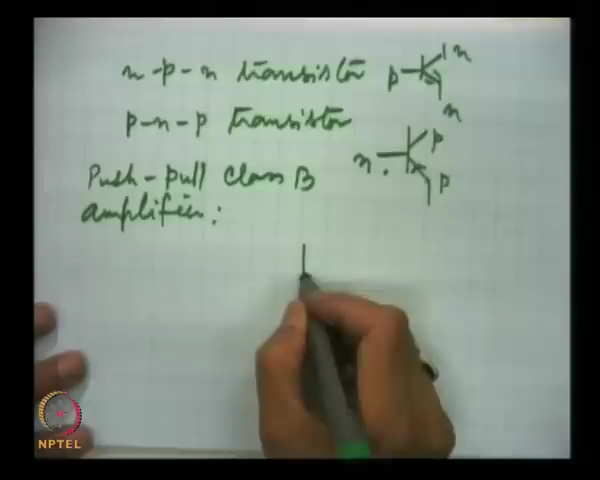 n-p-n transistor p n n
p-n-p transistor n p p
Push-pull class B
amplifier:
NPTEL